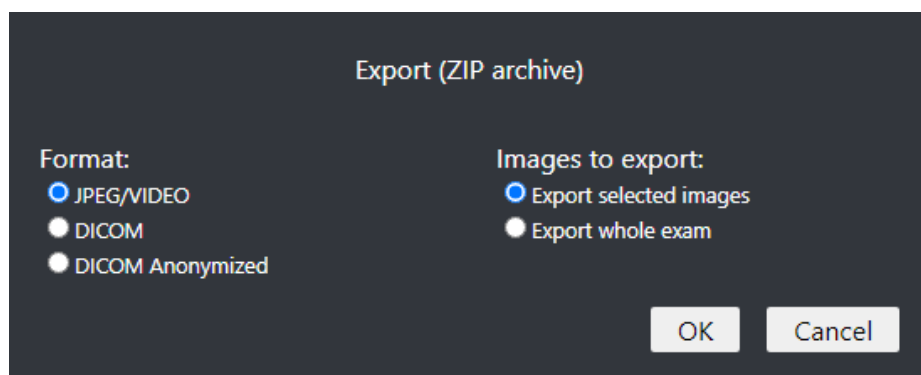 Export (ZIP archive)
Format:
JPEG/VIDEO
DICOM
DICOM Anonymized
Images to export:
Export selected images
Export whole exam
OK
Cancel